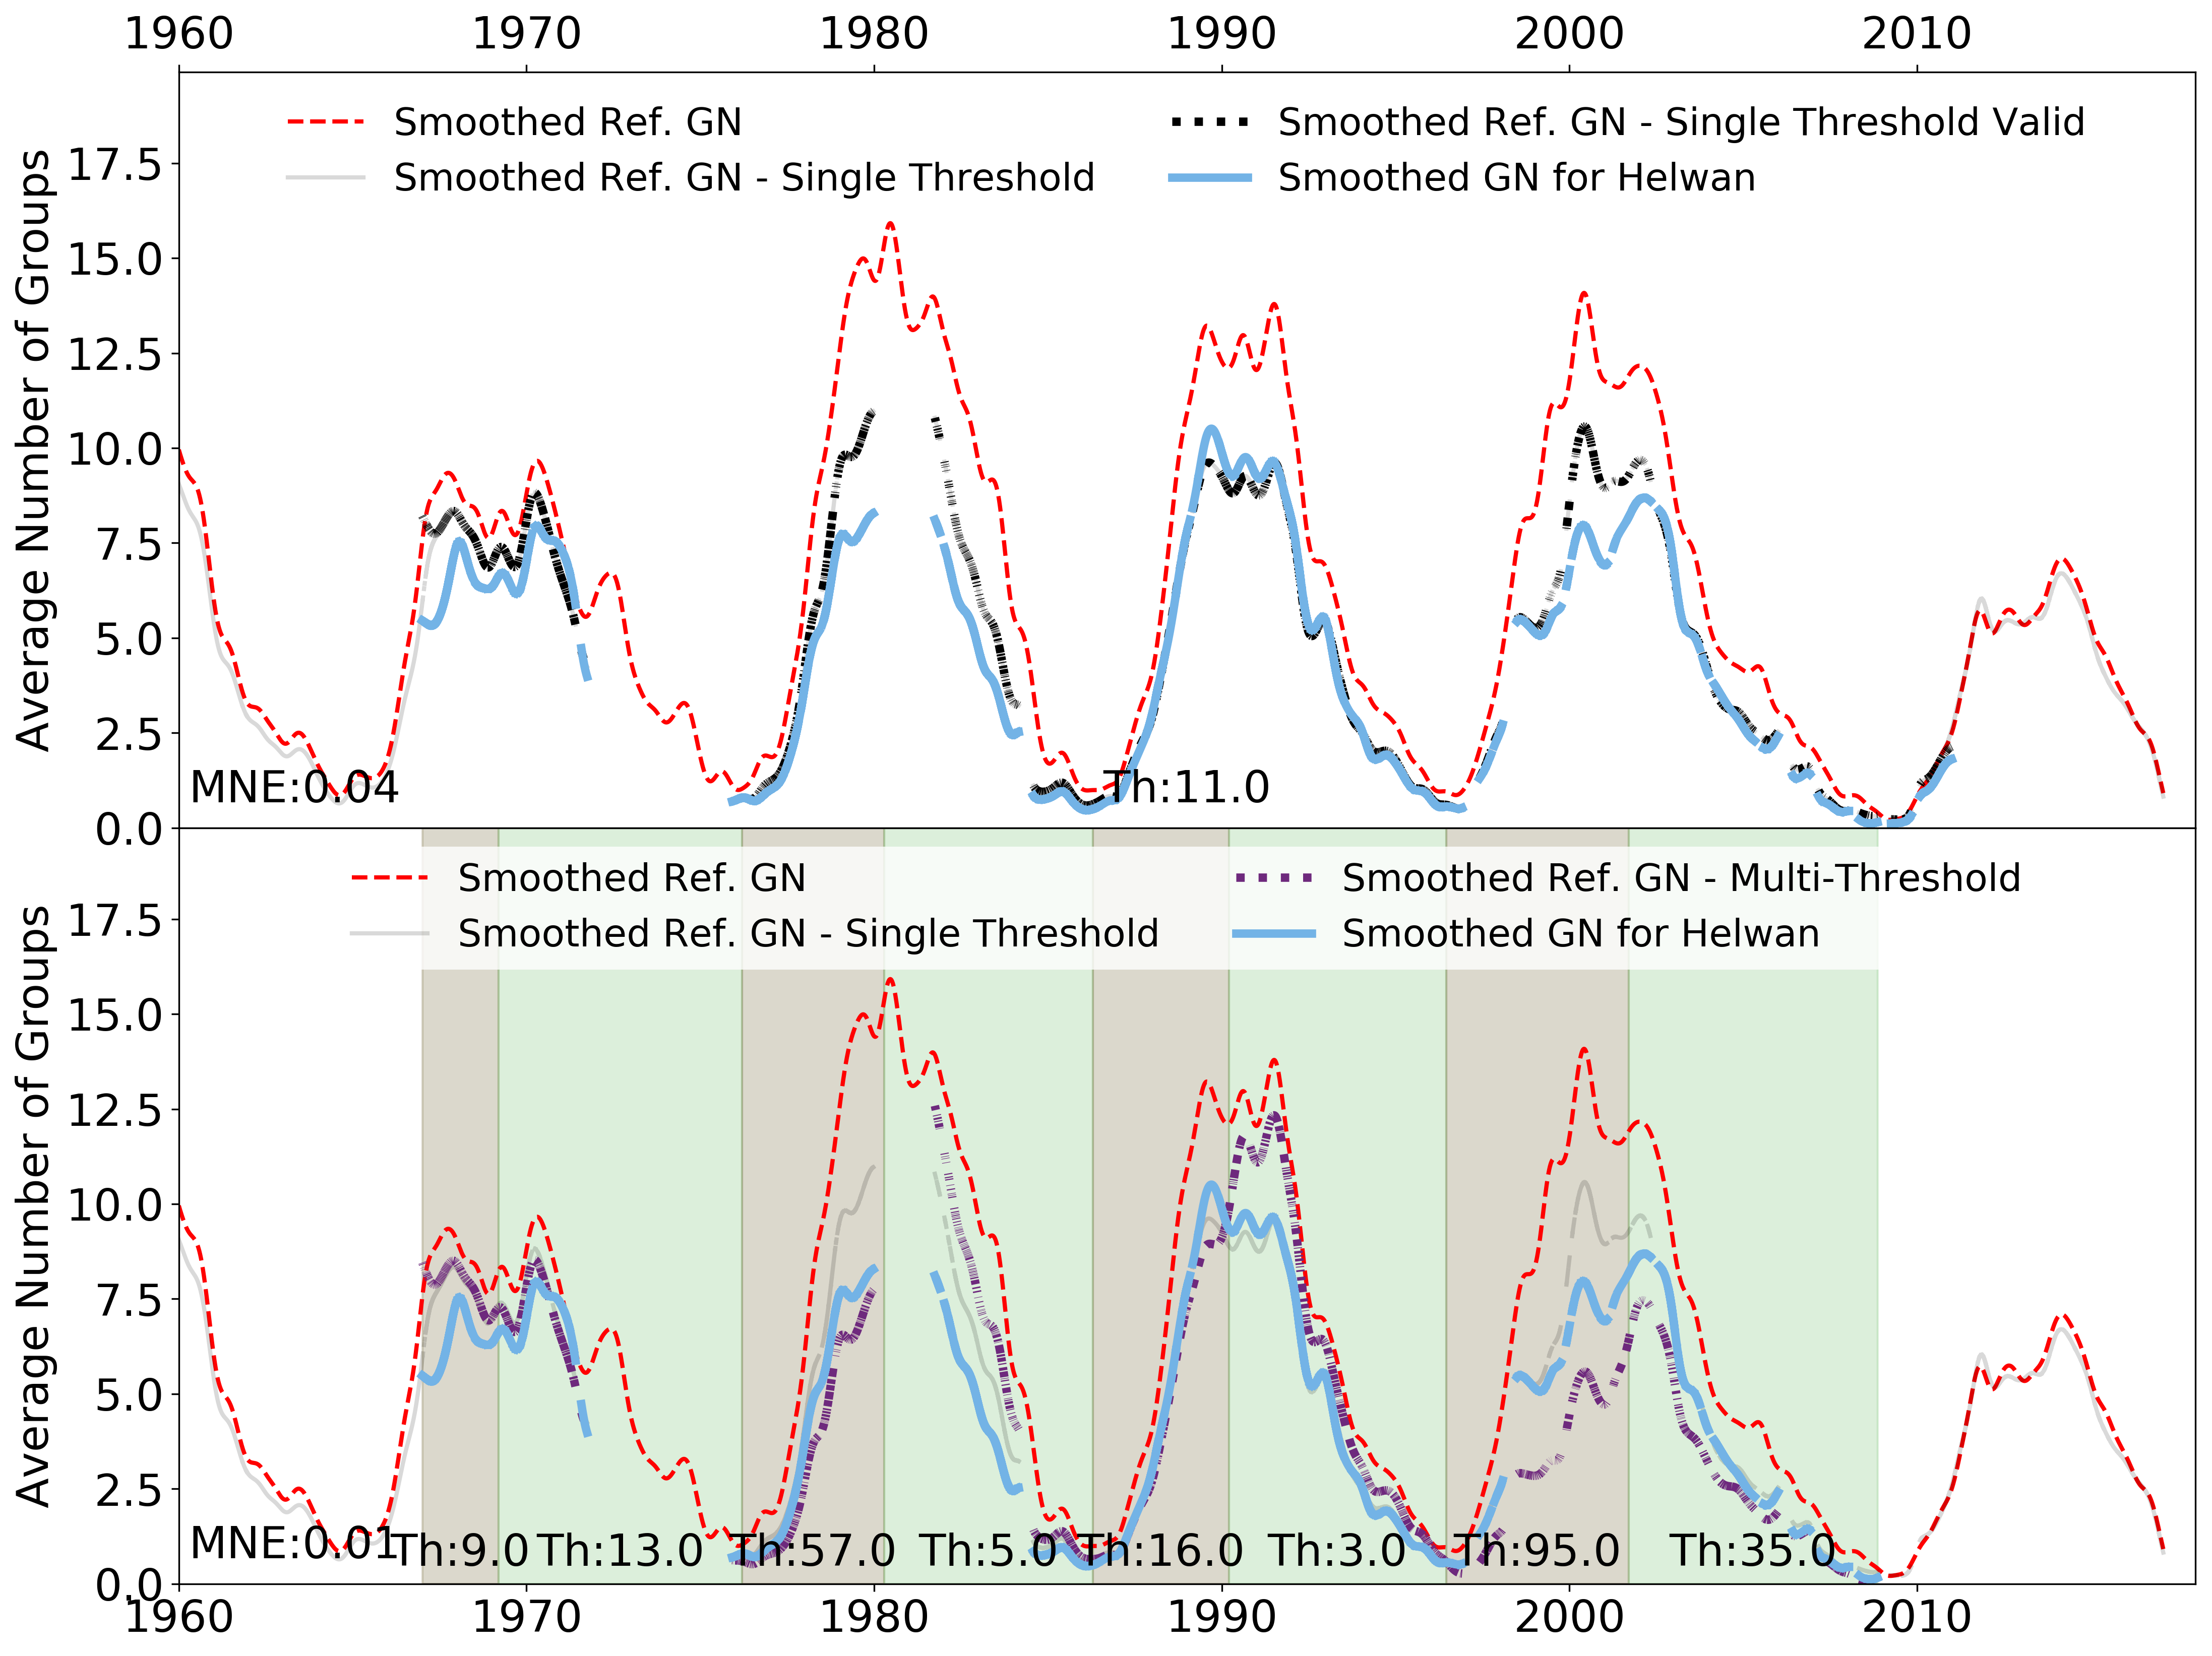 1960 1970 1980 1990 2000 2010
Smoothed Ref. GN
Smoothed Ref. GN - Single Threshold
Smoothed Ref. GN - Single Threshold Valid
Smoothed GN for Helwan
Average Number of Groups
17.5
15.0
12.5
10.0
7.5
5.0
2.5
0.0
MNE:0.04
Th:11.0
Smoothed Ref. GN
Smoothed Ref. GN - Single Threshold
Smoothed Ref. GN - Multi-Threshold
Smoothed GN for Helwan
Average Number of Groups
17.5
15.0
12.5
10.0
7.5
5.0
2.5
0.0
MNE:0.01 Th:9.0 Th:13.0 Th:57.0 Th:5.0 Th:16.0 Th:3.0 Th:95.0 Th:35.0
1960 1970 1980 1990 2000 2010